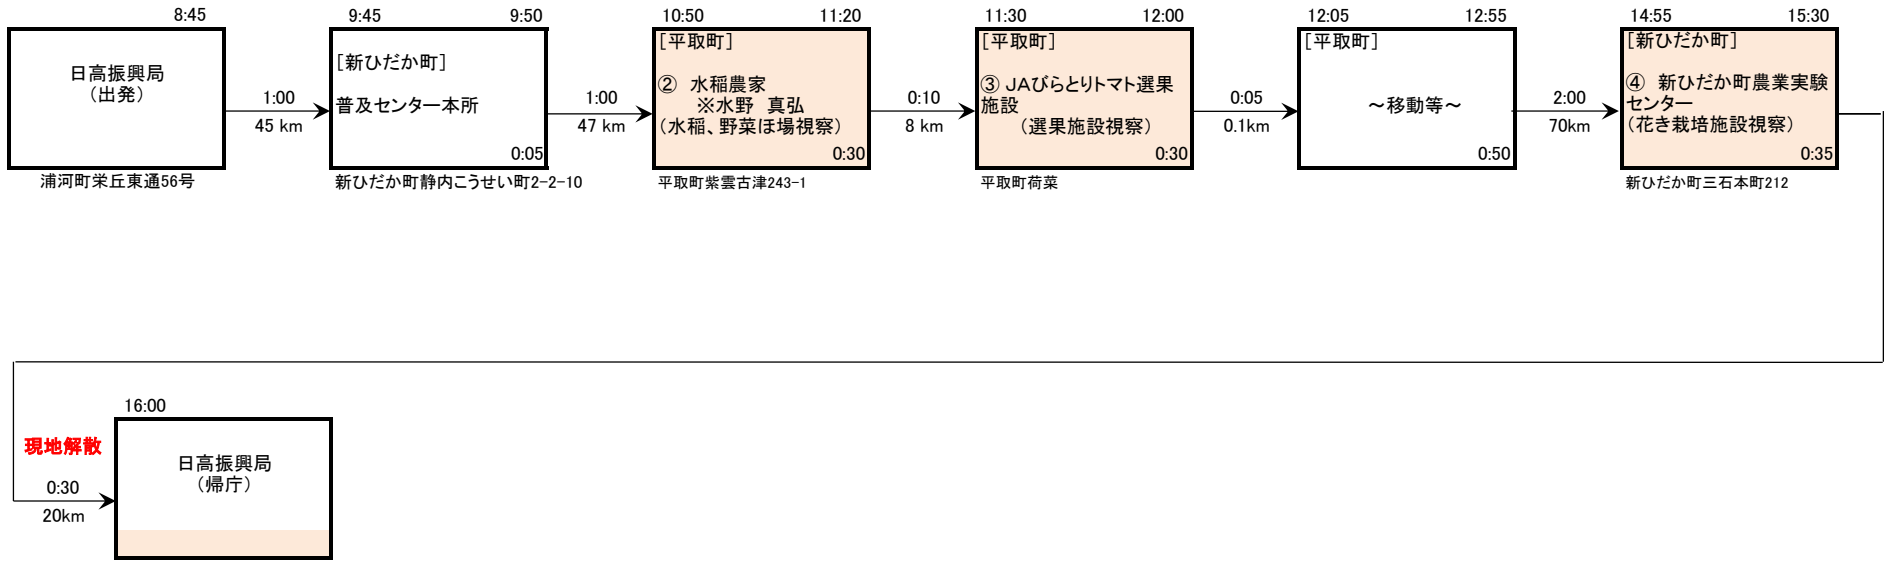 8:45
日高振興局
（出発）
浦河町栄丘東通56号
1:00
45 km
9:45 9:50
［新ひだか町］
普及センター本所
0:05
新ひだか町静内こうせい町2-2-10
1:00
47 km
10:50 11:20
［平取町］
② 水稲農家
※水野 真弘
（水稲、野菜ほ場視察）
0:30
平取町紫雲古津243-1
0:10
8 km
11:30 12:00
［平取町］
③ JAびらとりトマト選果
施設
（選果施設視察）
0:30
平取町荷菜
0:05
0.1km
12:05 12:55
［平取町］
～移動等～
0:50
2:00
70km
14:55 15:30
［新ひだか町］
④ 新ひだか町農業実験
センター
（花き栽培施設視察）
0:35
新ひだか町三石本町212
現地解散
0:30
20km
16:00
日高振興局
（帰庁）